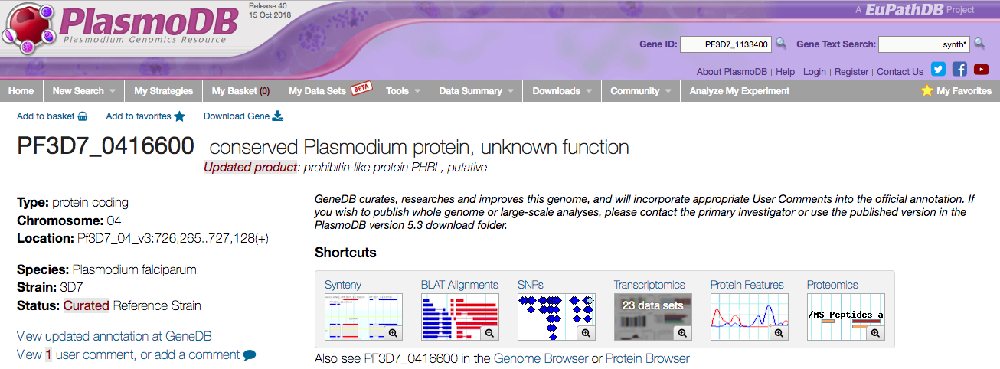 PlasmoDB
Plasmodium Genomics Resource
Release 40
15 Oct 2018
A EuPathDB Project
Gene ID: PF3D7_1133400 Gene Text Search: synth*
About PlasmoDB | Help | Login | Register | Contact Us
Home New Search My Strategies My Basket (0) My Data Sets BETA Tools Data Summary Downloads Community Analyze My Experiment My Favorites
Add to basket Add to favorites Download Gene
PF3D7_0416600 conserved Plasmodium protein, unknown function
Updated product: prohibitin-like protein PHBL, putative
Type: protein coding
Chromosome: 04
Location: Pf3D7_04_v3:726,265..727,128(+)
Species: Plasmodium falciparum
Strain: 3D7
Status: Curated Reference Strain
View updated annotation at GeneDB
View 1 user comment, or add a comment
GeneDB curates, researches and improves this genome, and will incorporate appropriate User Comments into the official annotation. If
you wish to publish whole genome or large-scale analyses, please contact the primary investigator or use the published version in the
PlasmoDB version 5.3 download folder.
Shortcuts
Synteny BLAT Alignments SNPs Transcriptomics Protein Features Proteomics
23 data sets
/MS Peptides a
Also see PF3D7_0416600 in the Genome Browser or Protein Browser